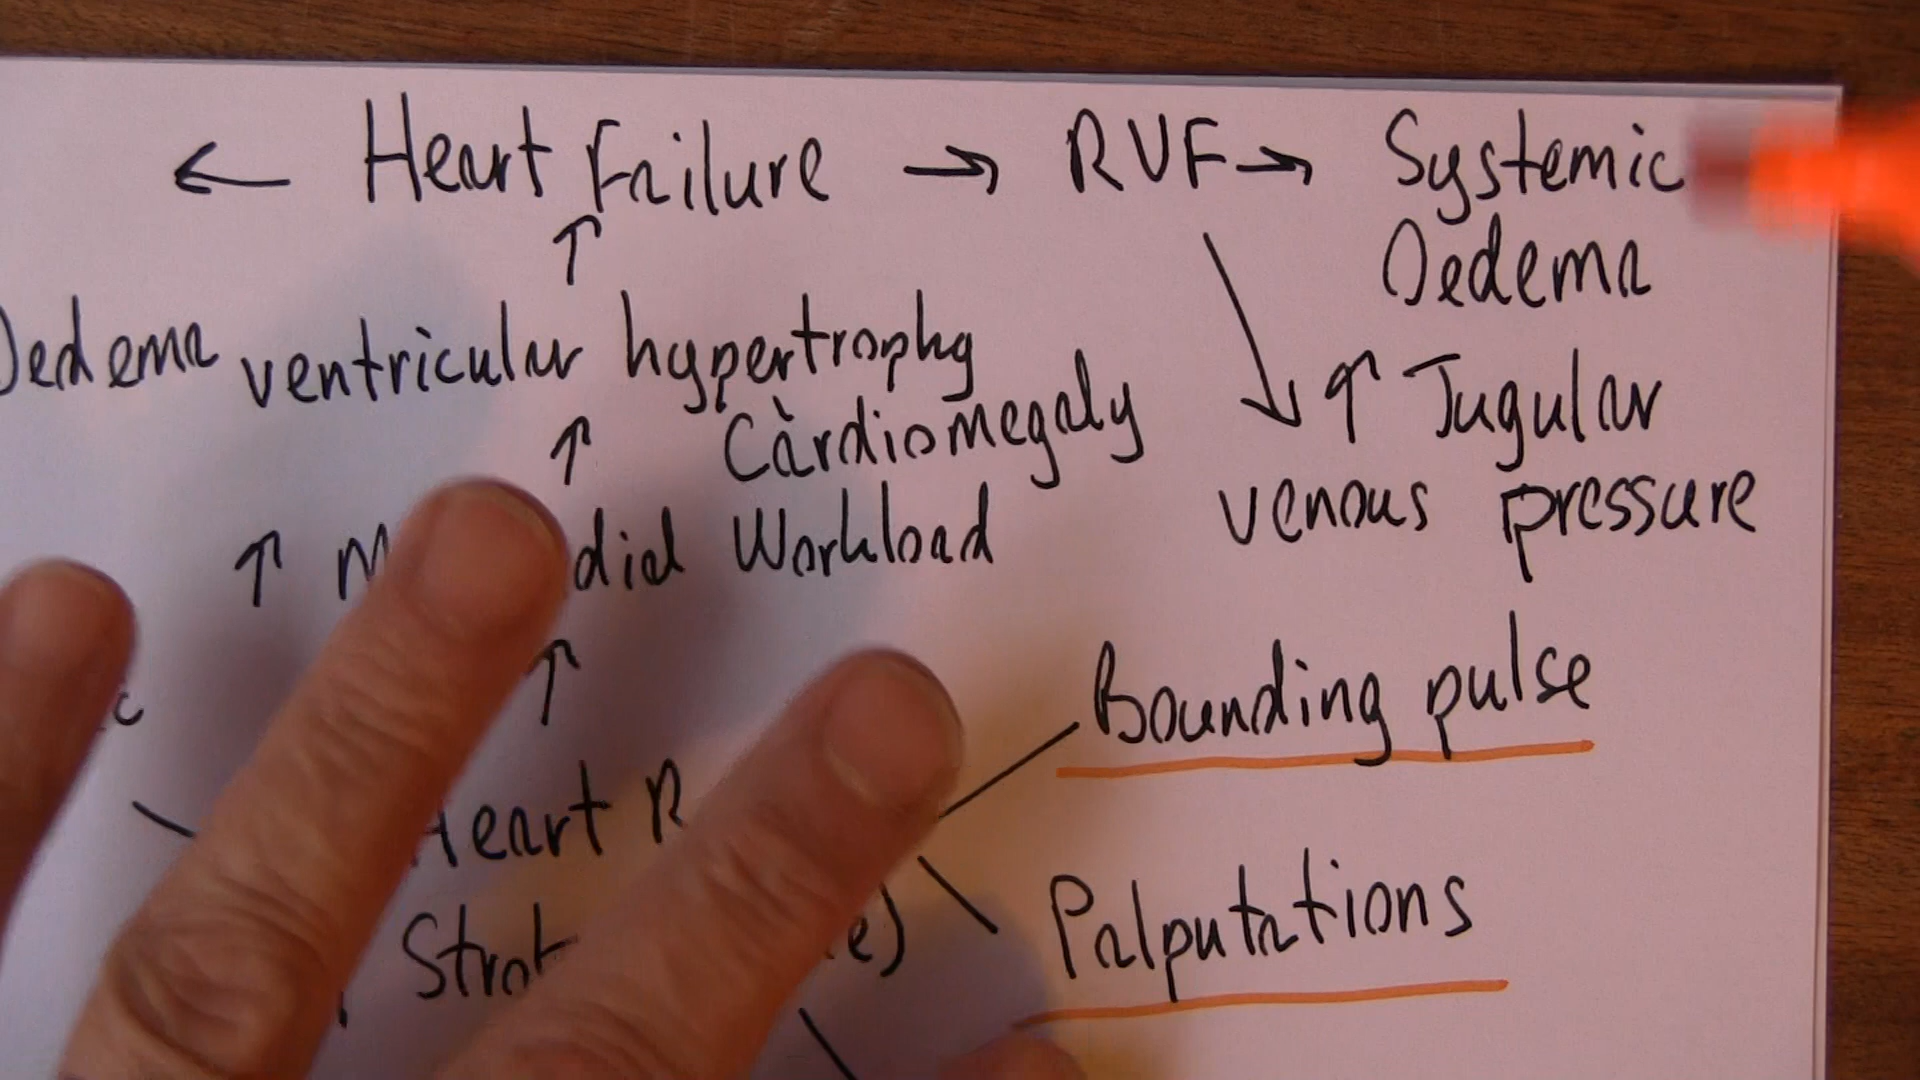 ← Heart Failure → RVF → Systemic
Oedema
↑
Oedema ventricular hypertrophy
↑ Cardiomegaly
↑ Jugular
venous pressure
↑ Workload
↑
Bounding pulse
Heart
Palputations